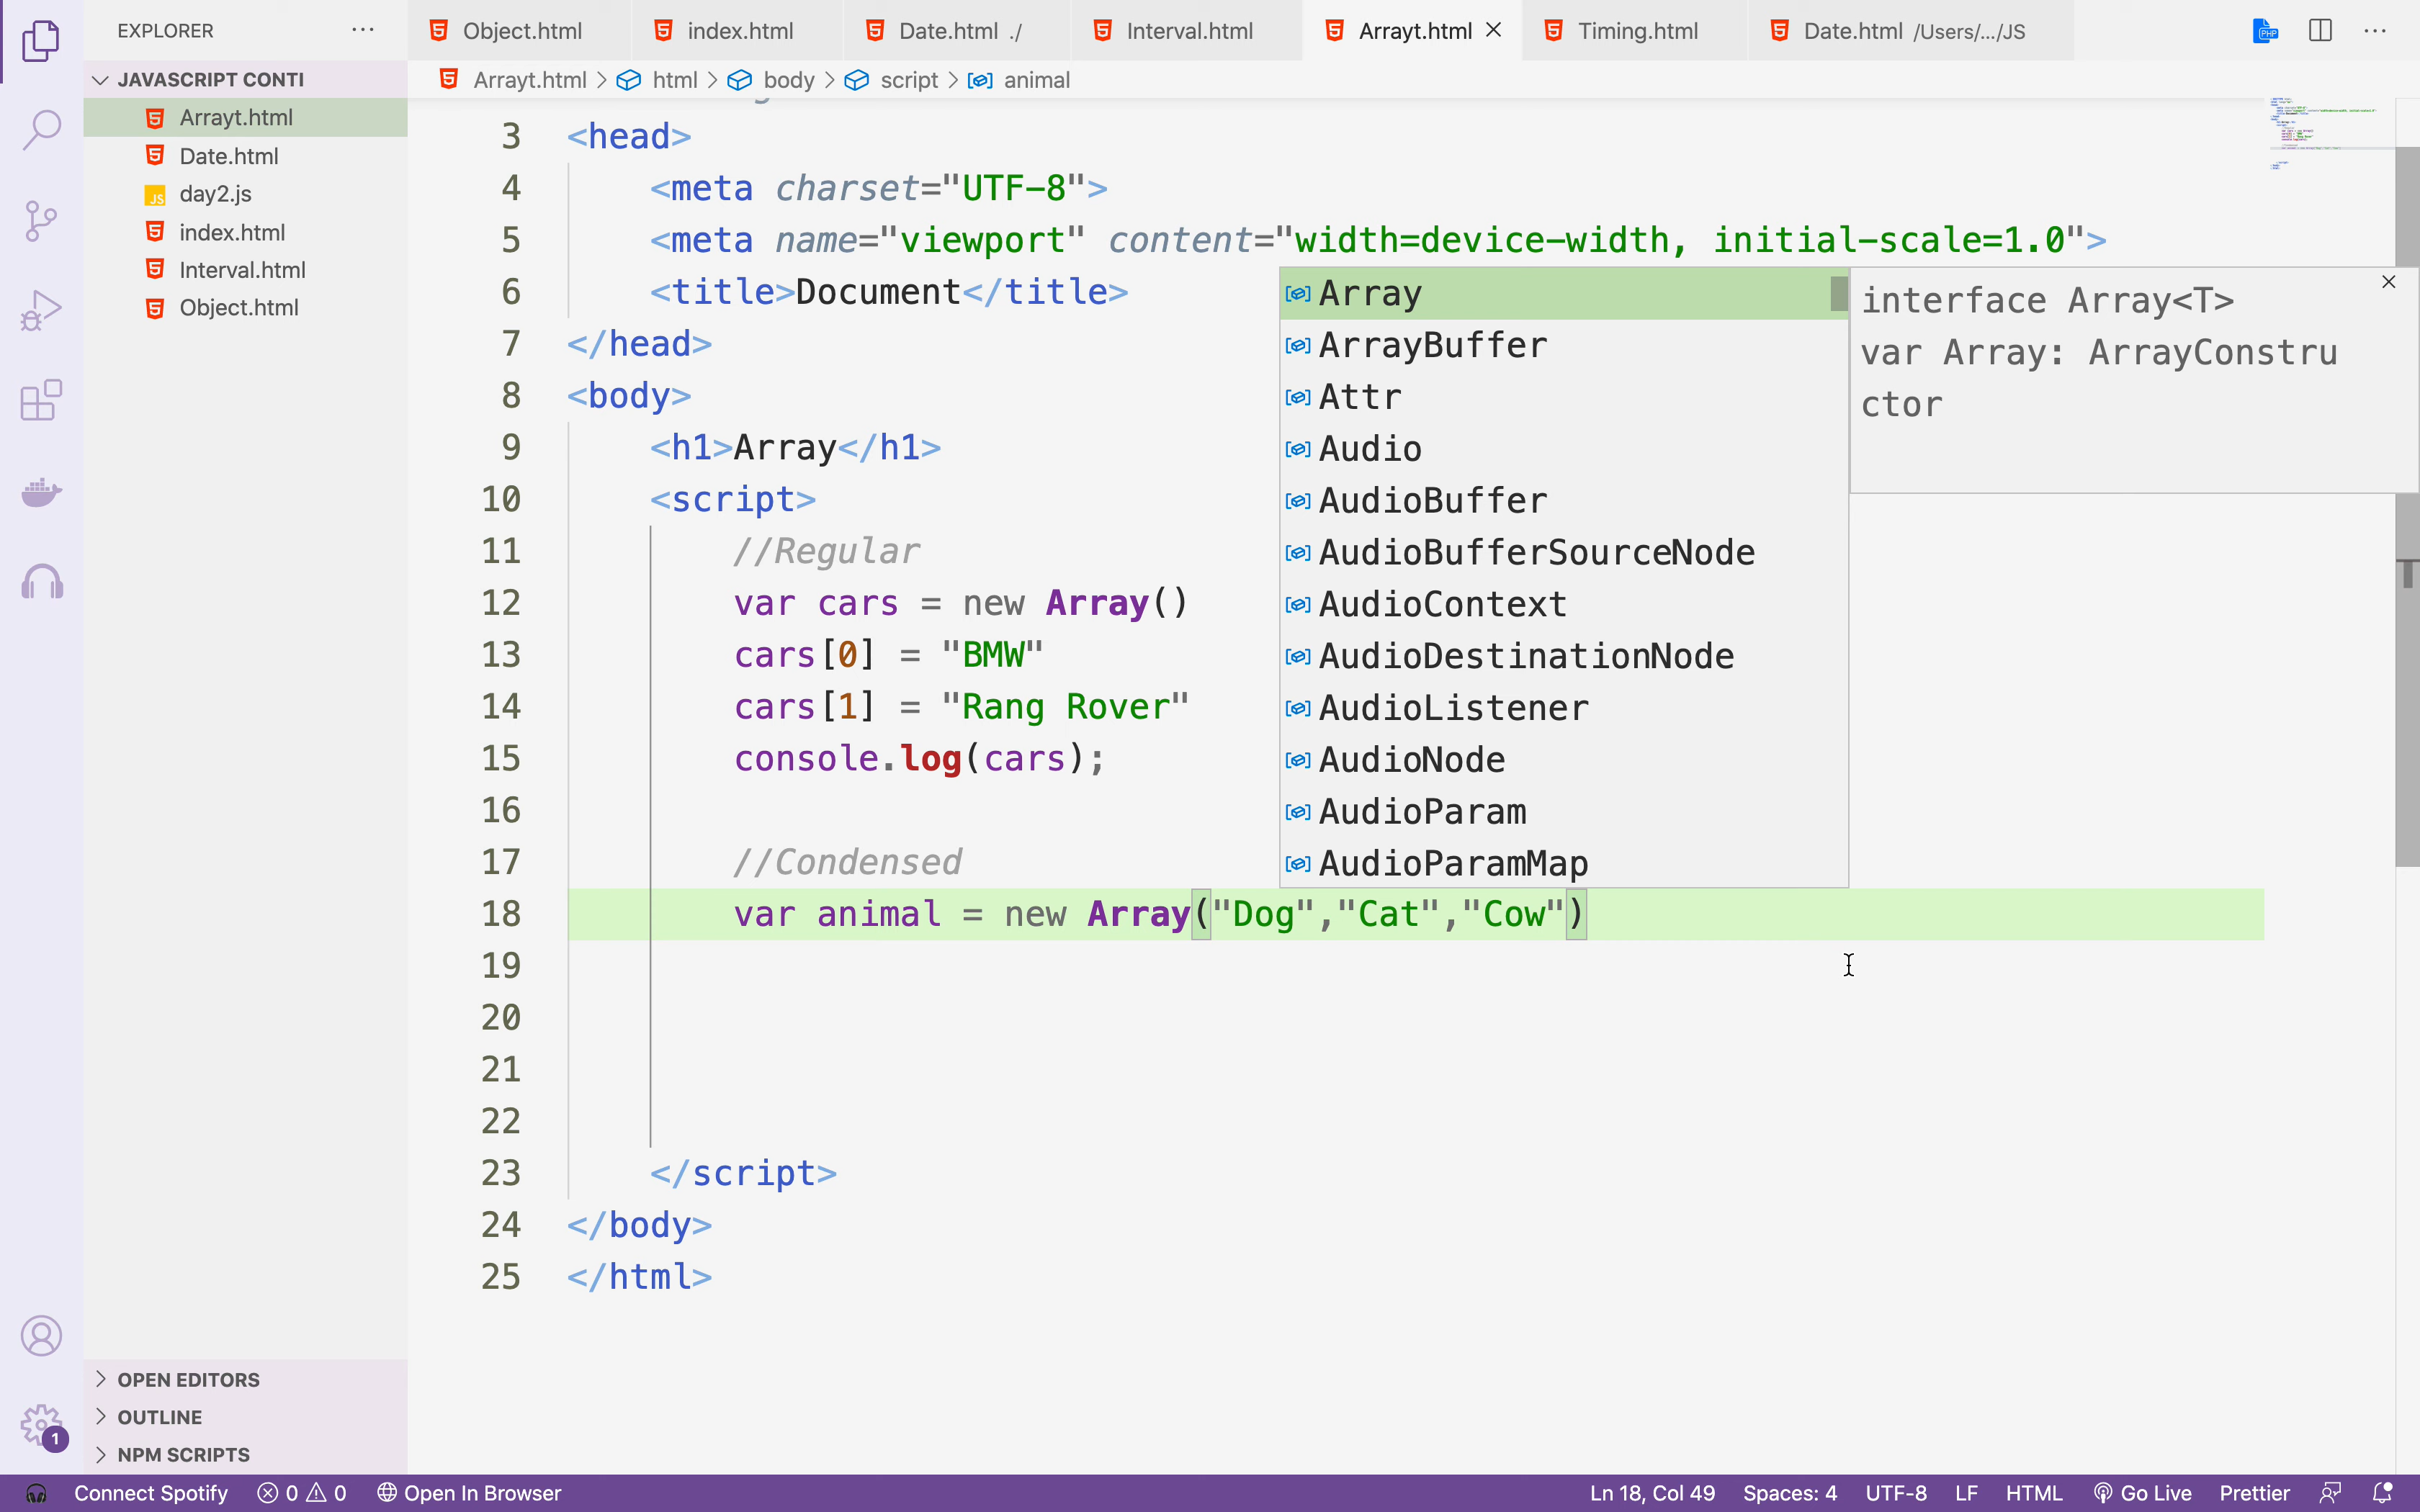 EXPLORER
Object.html
index.html
Date.html ./
Interval.html
Arrayt.html
Timing.html
Date.html /Users/.../JS
PHP
JAVASCRIPT CONTI
Arrayt.html > html > body > script > animal
Arrayt.html
Date.html
JS day2.js
index.html
Interval.html
Object.html
3 <head>
4 <meta charset="UTF-8">
5 <meta name="viewport" content="width=device-width, initial-scale=1.0">
6 <title>Document</title>
7 </head>
8 <body>
9 <h1>Array</h1>
10 <script>
11 //Regular
12 var cars = new Array()
13 cars[0] = "BMW"
14 cars[1] = "Rang Rover"
15 console.log(cars);
16
17 //Condensed
18 var animal = new Array("Dog","Cat","Cow")
19
20
21
22
23 </script>
24 </body>
25 </html>
Array
ArrayBuffer
Attr
Audio
AudioBuffer
AudioBufferSourceNode
AudioContext
AudioDestinationNode
AudioListener
AudioNode
AudioParam
AudioParamMap
interface Array<T>
var Array: ArrayConstru
ctor
OPEN EDITORS
OUTLINE
NPM SCRIPTS
1
Connect Spotify
0 0
Open In Browser
Ln 18, Col 49
Spaces: 4
UTF-8
LF
HTML
Go Live
Prettier